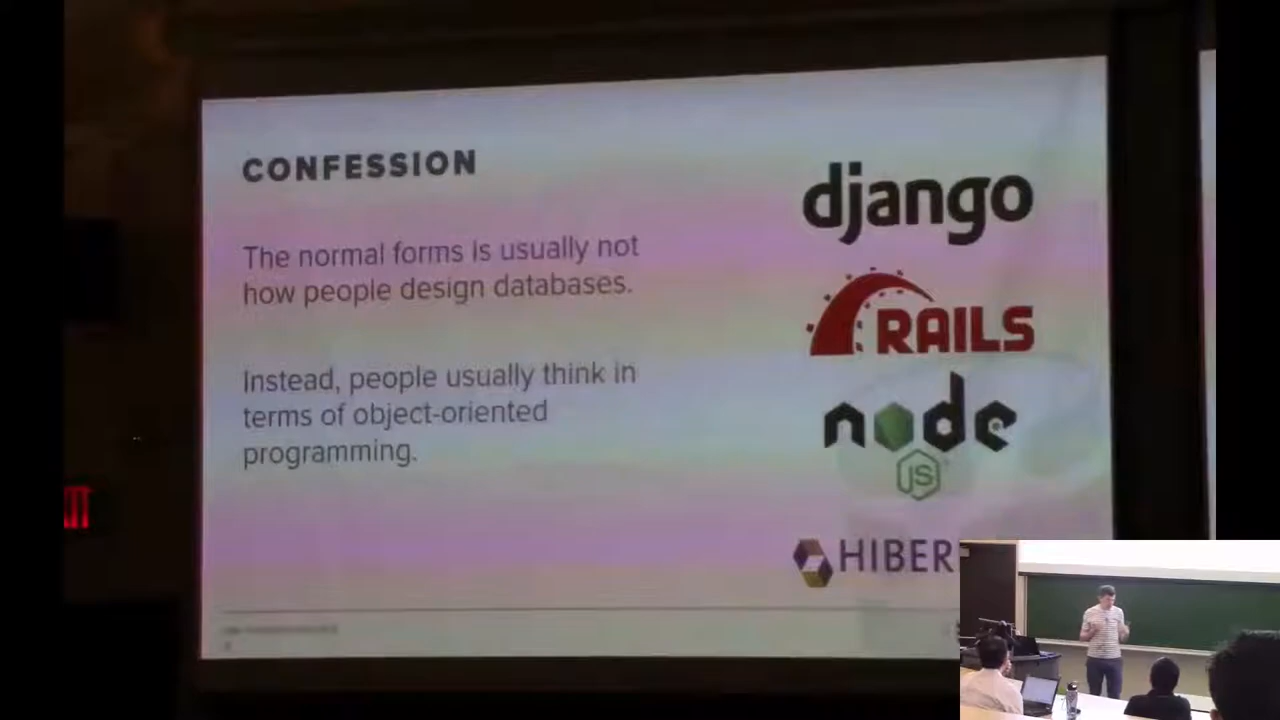 CONFESSION
The normal forms is usually not
how people design databases.
Instead, people usually think in
terms of object-oriented
programming.
django
RAILS
node
JS
HIBER